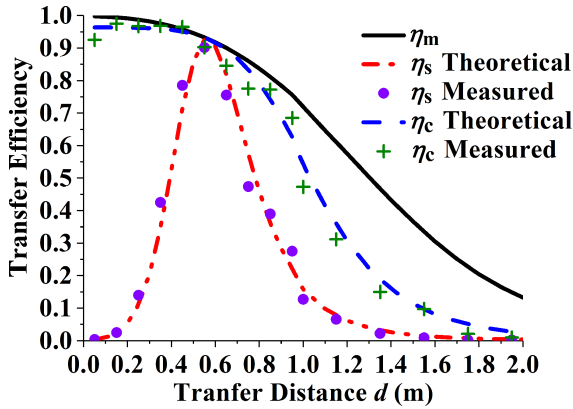 1.0
0.9
0.8
0.7
0.6
0.5
0.4
0.3
0.2
0.1
0.0
Transfer Efficiency
ηm
ηs Theoretical
ηs Measured
ηc Theoretical
ηc Measured
0.0 0.2 0.4 0.6 0.8 1.0 1.2 1.4 1.6 1.8 2.0
Tranfer Distance d (m)